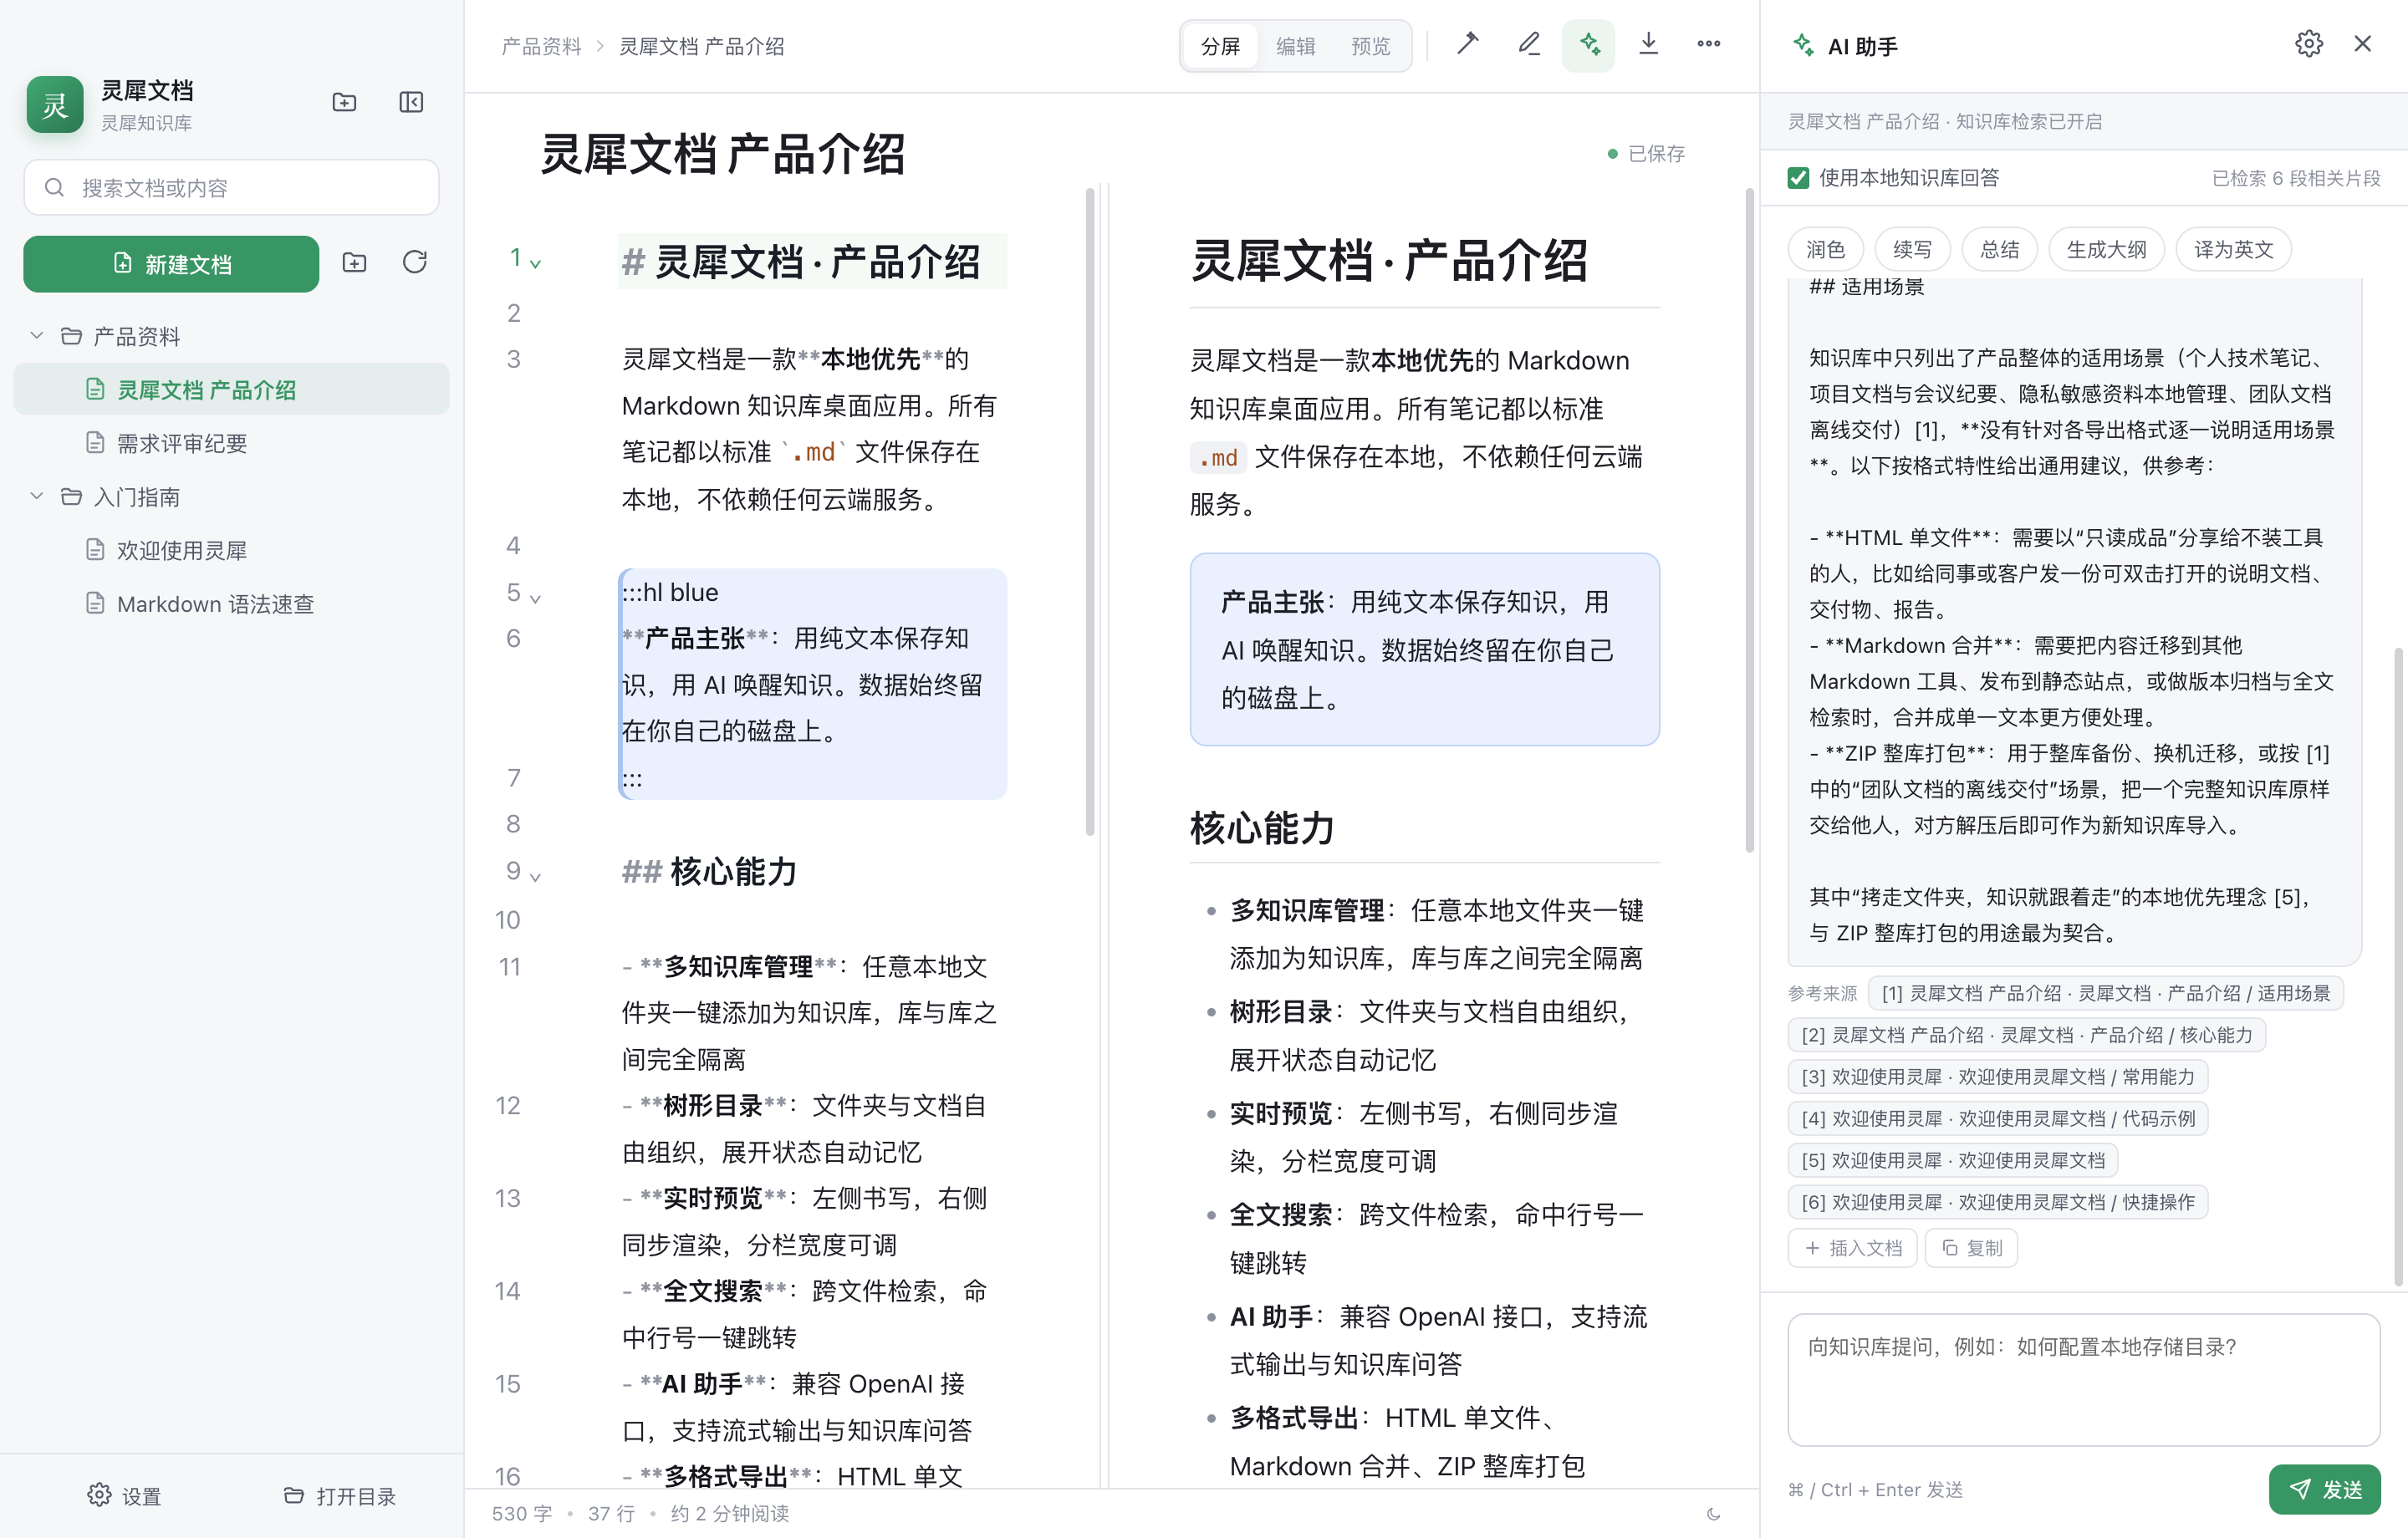 灵
灵犀文档
灵犀知识库
搜索文档或内容
新建文档
产品资料
灵犀文档 产品介绍
需求评审纪要
入门指南
欢迎使用灵犀
Markdown 语法速查
设置
打开目录
产品资料 > 灵犀文档 产品介绍
分屏
编辑
预览
灵犀文档 产品介绍
已保存
1 # 灵犀文档 · 产品介绍
2
3 灵犀文档是一款**本地优先**的
Markdown 知识库桌面应用。所有
笔记都以标准 `.md` 文件保存在
本地，不依赖任何云端服务。
4
5 :::hl blue
6 **产品主张**：用纯文本保存知
识，用 AI 唤醒知识。数据始终留
在你自己的磁盘上。
7 :::
8
9 ## 核心能力
10
11 - **多知识库管理**：任意本地文
件夹一键添加为知识库，库与库之
间完全隔离
12 - **树形目录**：文件夹与文档自
由组织，展开状态自动记忆
13 - **实时预览**：左侧书写，右侧
同步渲染，分栏宽度可调
14 - **全文搜索**：跨文件检索，命
中行号一键跳转
15 - **AI 助手**：兼容 OpenAI 接
口，支持流式输出与知识库问答
16 - **多格式导出**：HTML 单文
灵犀文档 · 产品介绍
灵犀文档是一款本地优先的 Markdown
知识库桌面应用。所有笔记都以标准
.md 文件保存在本地，不依赖任何云端
服务。
产品主张：用纯文本保存知识，用
AI 唤醒知识。数据始终留在你自己
的磁盘上。
核心能力
• 多知识库管理：任意本地文件夹一键
添加为知识库，库与库之间完全隔离
• 树形目录：文件夹与文档自由组织，
展开状态自动记忆
• 实时预览：左侧书写，右侧同步渲
染，分栏宽度可调
• 全文搜索：跨文件检索，命中行号一
键跳转
• AI 助手：兼容 OpenAI 接口，支持流
式输出与知识库问答
• 多格式导出：HTML 单文件、
Markdown 合并、ZIP 整库打包
530 字 • 37 行 • 约 2 分钟阅读
AI 助手
灵犀文档 产品介绍 · 知识库检索已开启
使用本地知识库回答
已检索 6 段相关片段
润色
续写
总结
生成大纲
译为英文
## 适用场景
知识库中只列出了产品整体的适用场景（个人技术笔记、
项目文档与会议纪要、隐私敏感资料本地管理、团队文档
离线交付）[1]，**没有针对各导出格式逐一说明适用场景
**。以下按格式特性给出通用建议，供参考：
- **HTML 单文件**：需要以“只读成品”分享给不装工具
的人，比如给同事或客户发一份可双击打开的说明文档、
交付物、报告。
- **Markdown 合并**：需要把内容迁移到其他
Markdown 工具、发布到静态站点，或做版本归档与全文
检索时，合并成单一文本更方便处理。
- **ZIP 整库打包**：用于整库备份、换机迁移，或按 [1]
中的“团队文档的离线交付”场景，把一个完整知识库原样
交给他人，对方解压后即可作为新知识库导入。
其中“拷走文件夹，知识就跟着走”的本地优先理念 [5]，
与 ZIP 整库打包的用途最为契合。
参考来源
[1] 灵犀文档 产品介绍 · 灵犀文档 · 产品介绍 / 适用场景
[2] 灵犀文档 产品介绍 · 灵犀文档 · 产品介绍 / 核心能力
[3] 欢迎使用灵犀 · 欢迎使用灵犀文档 / 常用能力
[4] 欢迎使用灵犀 · 欢迎使用灵犀文档 / 代码示例
[5] 欢迎使用灵犀 · 欢迎使用灵犀文档
[6] 欢迎使用灵犀 · 欢迎使用灵犀文档 / 快捷操作
插入文档
复制
向知识库提问，例如：如何配置本地存储目录？
⌘ / Ctrl + Enter 发送
发送